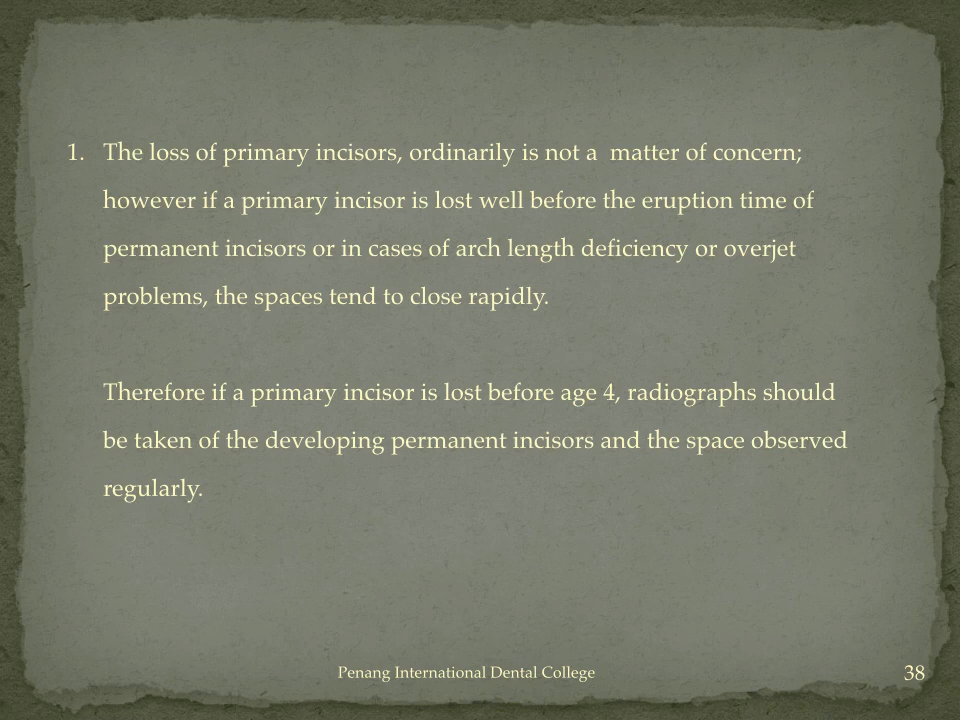 1. The loss of primary incisors, ordinarily is not a  matter of concern;
however if a primary incisor is lost well before the eruption time of
permanent incisors or in cases of arch length deficiency or overjet
problems, the spaces tend to close rapidly.
Therefore if a primary incisor is lost before age 4, radiographs should
be taken of the developing permanent incisors and the space observed
regularly.
Penang International Dental College
38